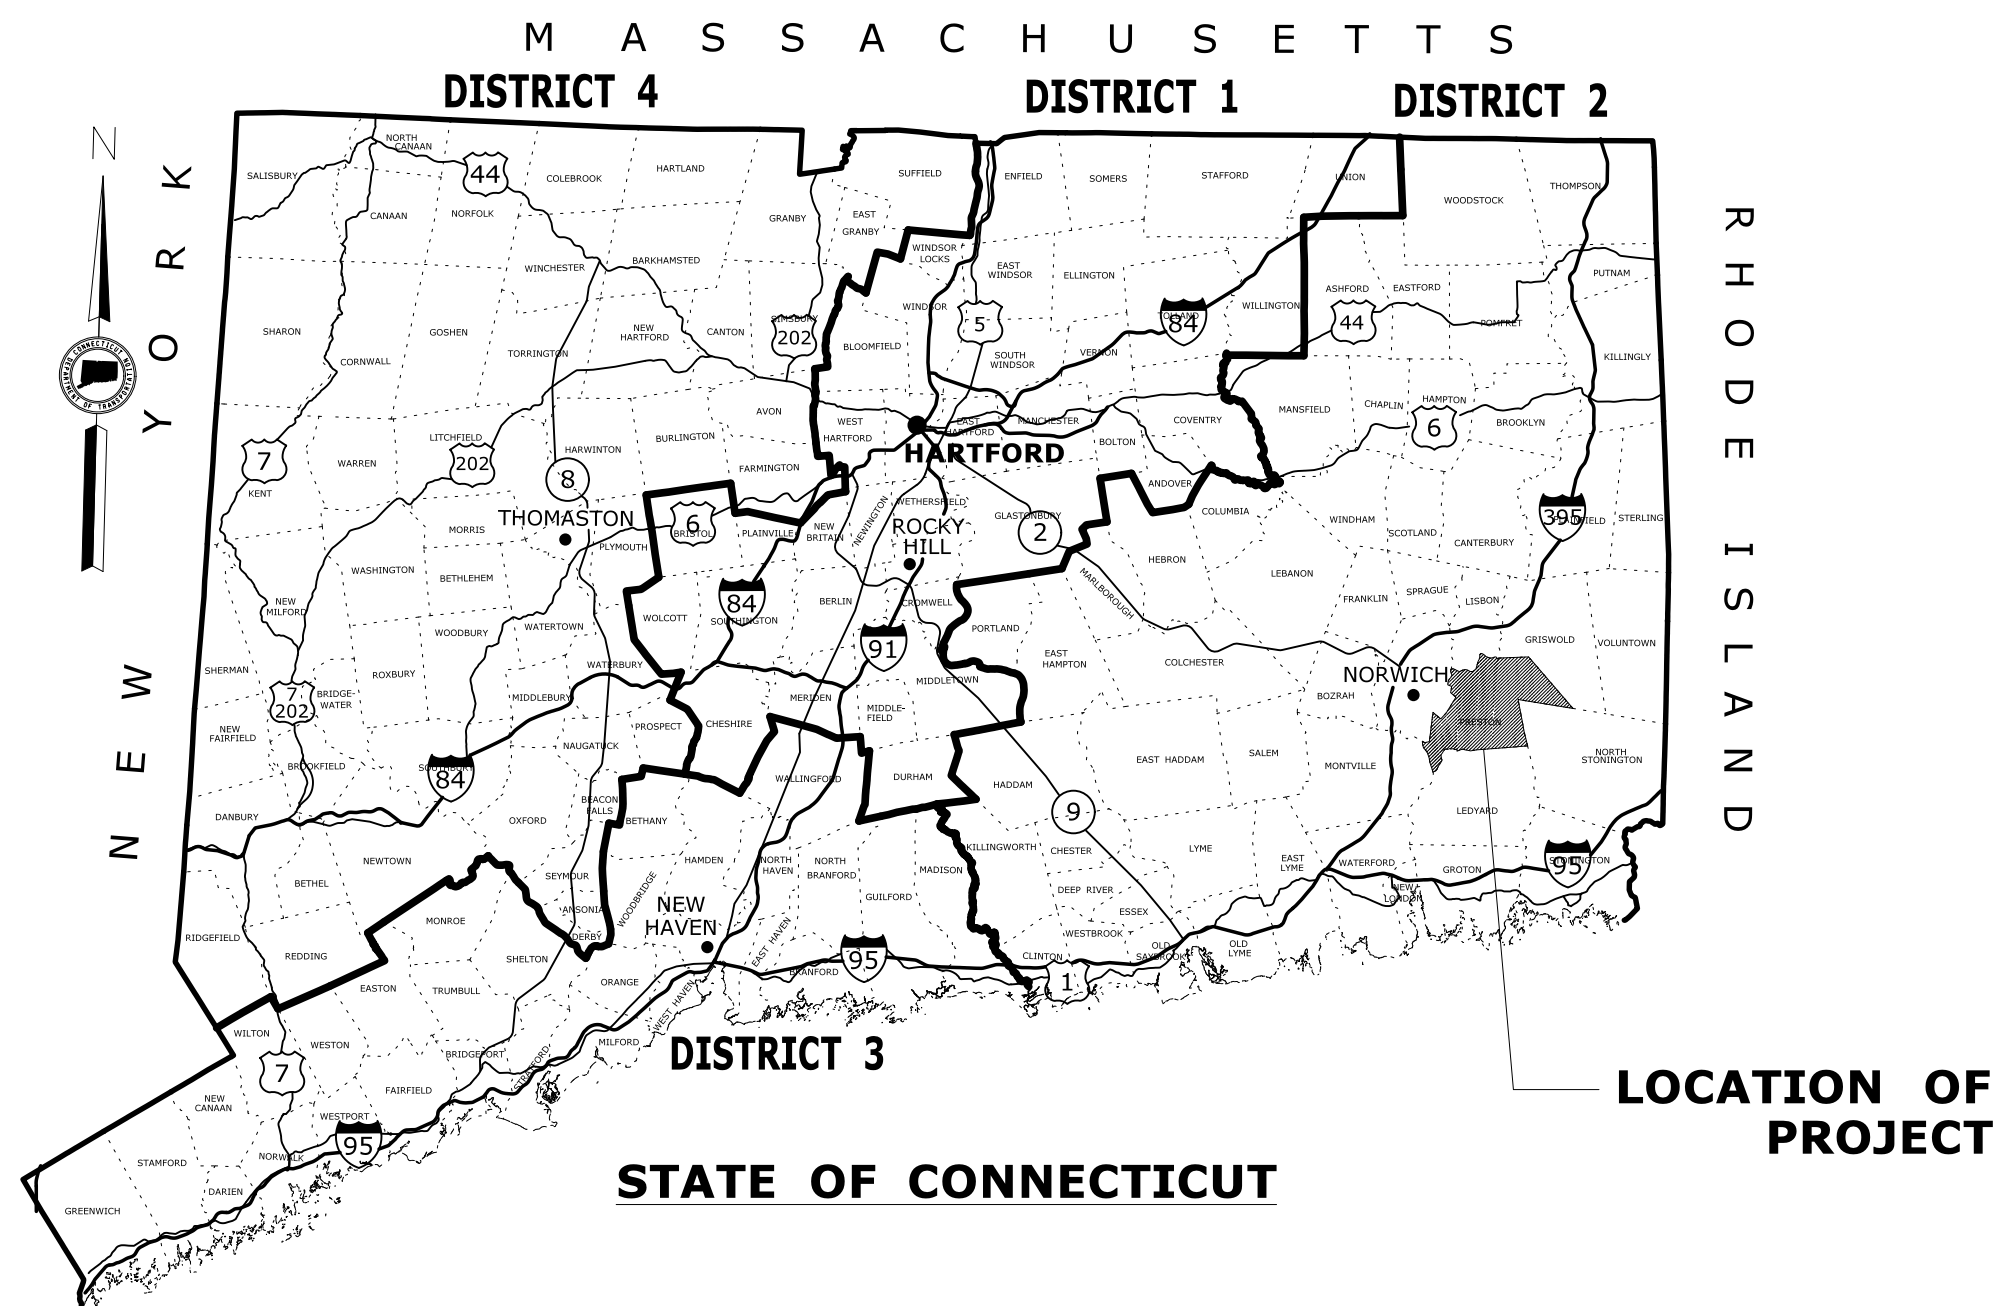 MASSACHUSETTS
DISTRICT 4
DISTRICT 1
DISTRICT 2
N
NEW YORK
RHODE ISLAND
CONNECTICUT
DEPARTMENT OF TRANSPORTATION
NORTH
CANAAN
SALISBURY
44
COLEBROOK
HARTLAND
SUFFIELD
ENFIELD
SOMERS
STAFFORD
UNION
WOODSTOCK
THOMPSON
CANAAN
NORFOLK
GRANBY
EAST
GRANBY
WINDSOR
LOCKS
WINCHESTER
BARKHAMSTED
EAST
WINDSOR
ELLINGTON
PUTNAM
ASHFORD
EASTFORD
WINDSOR
WILLINGTON
SHARON
GOSHEN
CORNWALL
TORRINGTON
NEW
HARTFORD
CANTON
SIMSBURY
202
BLOOMFIELD
5
SOUTH
WINDSOR
VERNON
TOLLAND
84
44
POMFRET
KILLINGLY
AVON
WEST
HARTFORD
EAST
HARTFORD
MANCHESTER
HARTFORD
BOLTON
COVENTRY
MANSFIELD
CHAPLIN
HAMPTON
6
BROOKLYN
7
KENT
WARREN
LITCHFIELD
202
HARWINTON
8
BURLINGTON
FARMINGTON
ANDOVER
THOMASTON
MORRIS
PLYMOUTH
6
BRISTOL
PLAINVILLE
NEW
BRITAIN
NEWINGTON
WETHERSFIELD
ROCKY
HILL
GLASTONBURY
2
COLUMBIA
WINDHAM
SCOTLAND
CANTERBURY
395
PLAINFIELD
STERLING
HEBRON
LEBANON
FRANKLIN
SPRAGUE
LISBON
MARLBOROUGH
WASHINGTON
BETHLEHEM
NEW
MILFORD
WOODBURY
WATERTOWN
WOLCOTT
84
SOUTHINGTON
BERLIN
CROMWELL
91
PORTLAND
EAST
HAMPTON
COLCHESTER
GRISWOLD
VOLUNTOWN
SHERMAN
ROXBURY
WATERBURY
MIDDLETOWN
NORWICH
BOZRAH
7
202
BRIDGE-
WATER
MIDDLEBURY
MERIDEN
MIDDLE-
FIELD
PROSPECT
CHESHIRE
PRESTON
NEW
FAIRFIELD
NAUGATUCK
EAST HADDAM
SALEM
MONTVILLE
NORTH
STONINGTON
BROOKFIELD
SOUTHBURY
84
WALLINGFORD
DURHAM
HADDAM
BEACON
FALLS
DANBURY
OXFORD
BETHANY
9
LEDYARD
NEWTOWN
HAMDEN
NORTH
HAVEN
NORTH
BRANFORD
MADISON
KILLINGWORTH
CHESTER
LYME
EAST
LYME
WATERFORD
GROTON
STONINGTON
95
BETHEL
SEYMOUR
WOODBRIDGE
GUILFORD
DEEP RIVER
NEW
LONDON
ANSONIA
NEW
HAVEN
ESSEX
MONROE
DERBY
EAST HAVEN
WESTBROOK
RIDGEFIELD
REDDING
SHELTON
OLD
SAYBROOK
OLD
LYME
CLINTON
95
BRANFORD
1
EASTON
TRUMBULL
ORANGE
WEST HAVEN
WILTON
WESTON
MILFORD
BRIDGEPORT
STRATFORD
DISTRICT 3
7
FAIRFIELD
NEW
CANAAN
WESTPORT
95
NORWALK
STAMFORD
DARIEN
GREENWICH
LOCATION OF
PROJECT
STATE OF CONNECTICUT